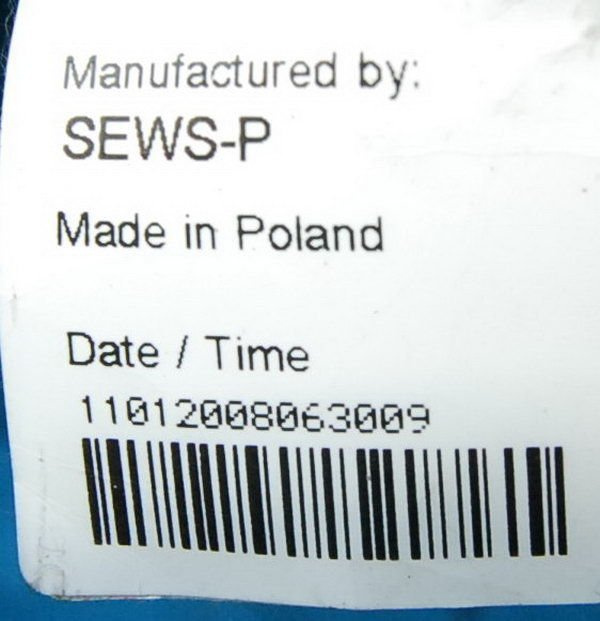 Manufactured by:
SEWS-P
Made in Poland
Date / Time
11012008063009